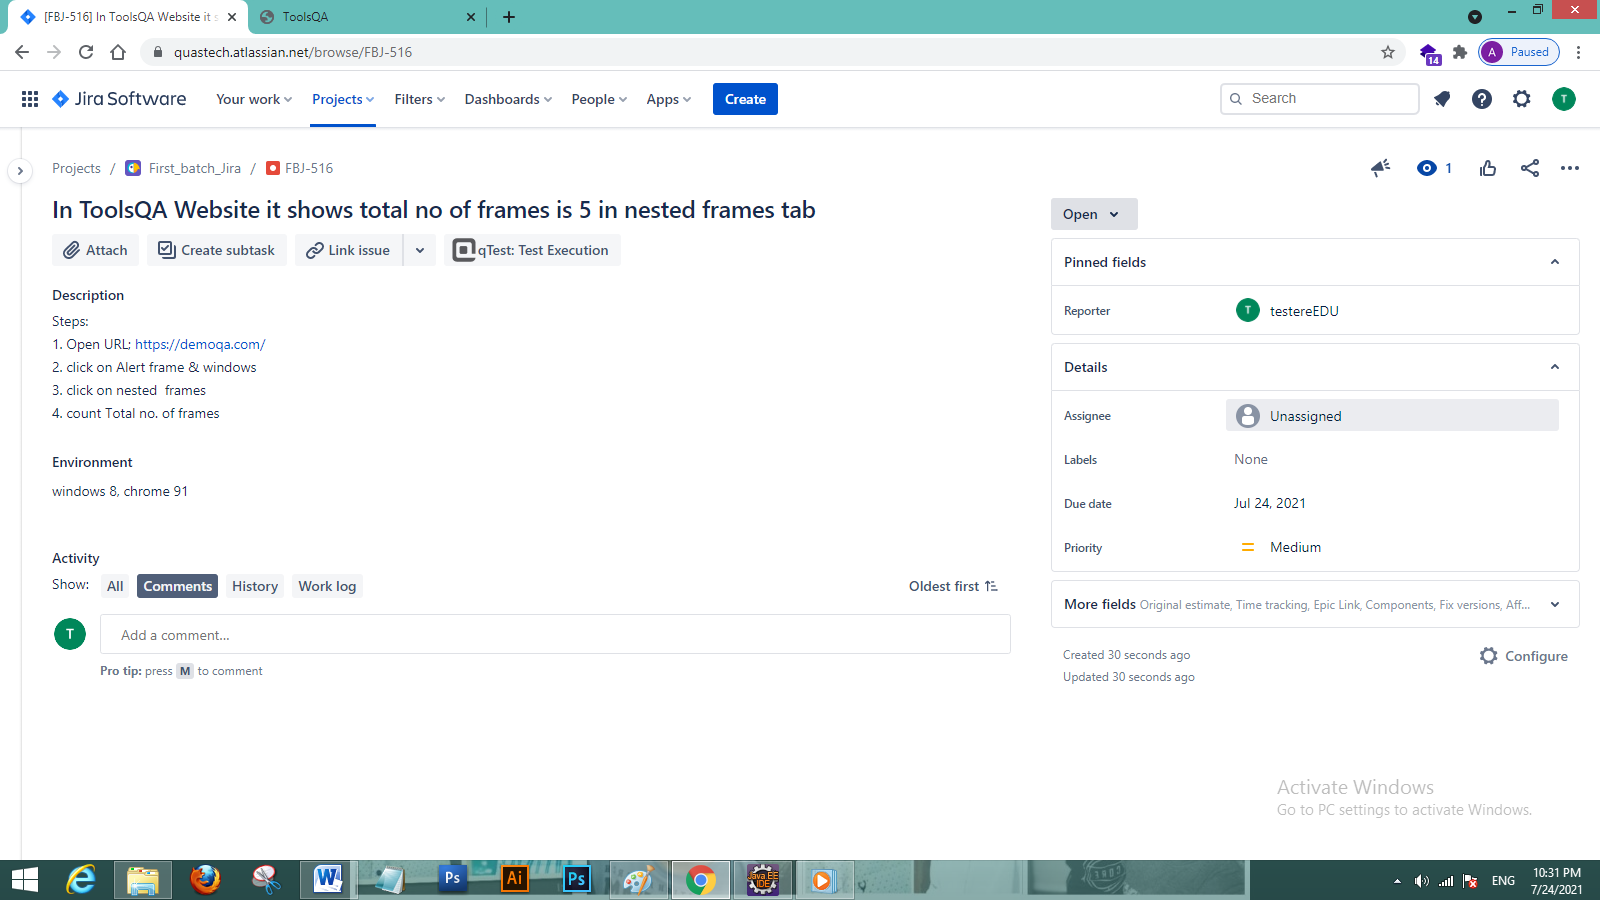 [FBJ-516] In ToolsQA Website it s
ToolsQA
quastech.atlassian.net/browse/FBJ-516
14
A
Paused
Jira Software
Your work
Projects
Filters
Dashboards
People
Apps
Create
Search
T
Projects / First_batch_Jira / FBJ-516
1
In ToolsQA Website it shows total no of frames is 5 in nested frames tab
Attach
Create subtask
Link issue
qTest: Test Execution
Description
Steps:
1. Open URL; https://demoqa.com/
2. click on Alert frame & windows
3. click on nested  frames
4. count Total no. of frames
Environment
windows 8, chrome 91
Activity
Show:
All
Comments
History
Work log
Oldest first
T
Add a comment...
Pro tip: press M to comment
Open
Pinned fields
Reporter
T
testereEDU
Details
Assignee
Unassigned
Labels
None
Due date
Jul 24, 2021
Priority
Medium
More fields Original estimate, Time tracking, Epic Link, Components, Fix versions, Aff...
Created 30 seconds ago
Updated 30 seconds ago
Configure
Activate Windows
Go to PC settings to activate Windows.
W
Ps
Ai
Ps
Java EE
IDE
ENG
10:31 PM
7/24/2021